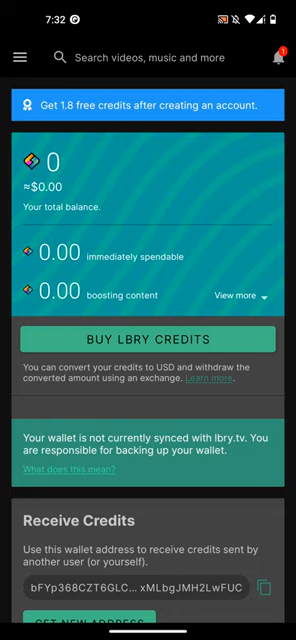 7:32
Search videos, music and more
1
Get 1.8 free credits after creating an account.
0
≈$0.00
Your total balance.
0.00 immediately spendable
0.00 boosting content
View more
BUY LBRY CREDITS
You can convert your credits to USD and withdraw the
converted amount using an exchange. Learn more.
Your wallet is not currently synced with lbry.tv. You
are responsible for backing up your wallet.
What does this mean?
Receive Credits
Use this wallet address to receive credits sent by
another user (or yourself).
bFYp368CZT6GLC... xMLbgJMH2LwFUC
GET NEW ADDRESS